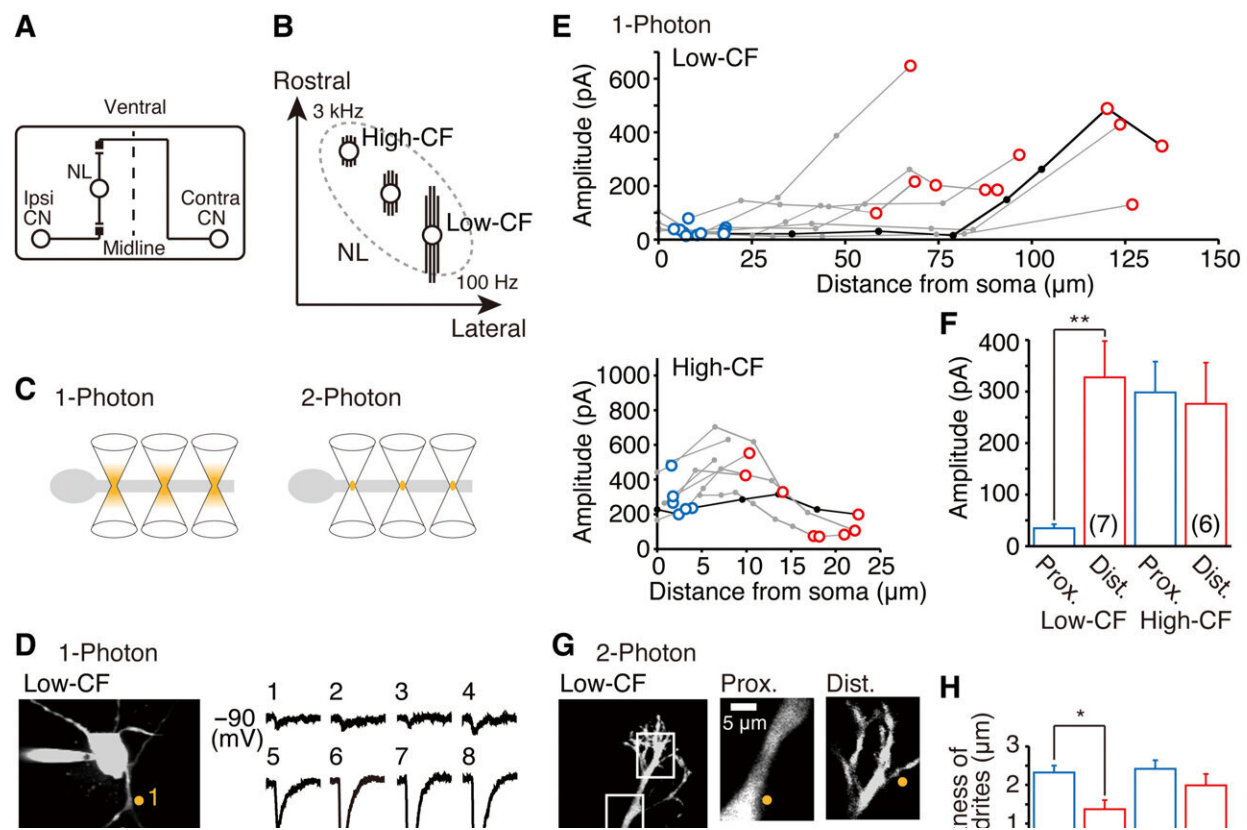 A
Ventral
NL
Ipsi
CN
Contra
CN
Midline
B
Rostral
3 kHz
High-CF
Low-CF
NL
100 Hz
Lateral
C
1-Photon
2-Photon
D
1-Photon
Low-CF
1
−90
(mV)
1
2
3
4
5
6
7
8
E
1-Photon
Low-CF
Amplitude (pA)
600
400
200
0
0
25
50
75
100
125
150
Distance from soma (µm)
High-CF
Amplitude (pA)
1000
800
600
400
200
0
0
5
10
15
20
25
Distance from soma (µm)
F
**
Amplitude (pA)
400
300
200
100
0
(7)
(6)
Prox.
Dist.
Prox.
Dist.
Low-CF
High-CF
G
2-Photon
Low-CF
Prox.
5 µm
Dist.
H
*
(µm)
3
2
1